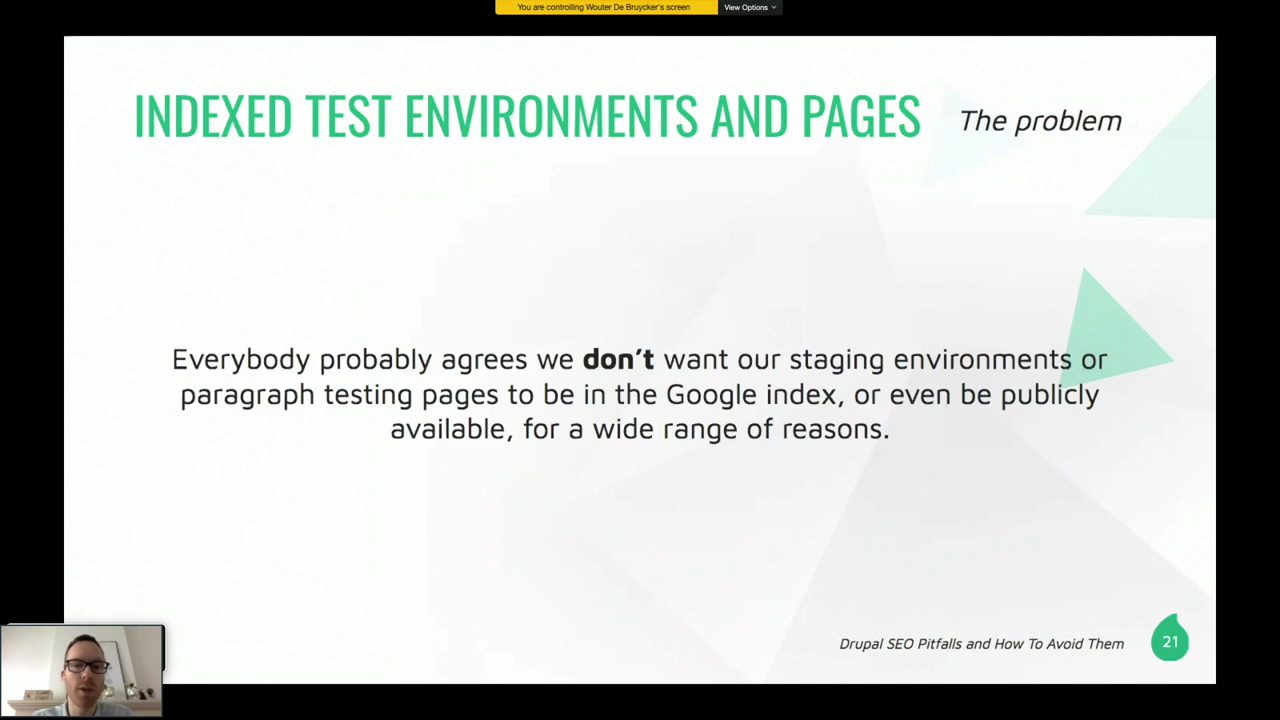 You are controlling Wouter De Bruycker's screen
View Options
INDEXED TEST ENVIRONMENTS AND PAGES
The problem
Everybody probably agrees we don't want our staging environments or
paragraph testing pages to be in the Google index, or even be publicly
available, for a wide range of reasons.
Drupal SEO Pitfalls and How To Avoid Them
21